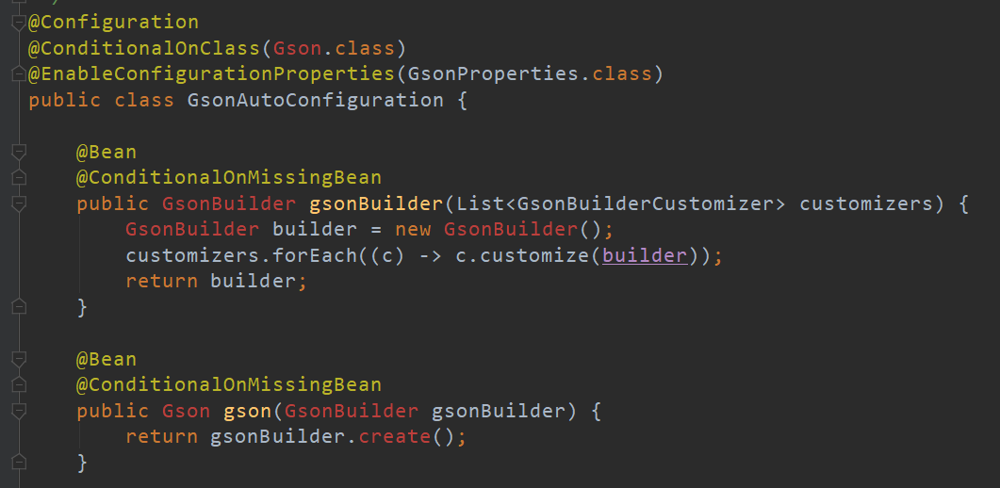 @Configuration
@ConditionalOnClass(Gson.class)
@EnableConfigurationProperties(GsonProperties.class)
public class GsonAutoConfiguration {
@Bean
@ConditionalOnMissingBean
public GsonBuilder gsonBuilder(List<GsonBuilderCustomizer> customizers) {
GsonBuilder builder = new GsonBuilder();
customizers.forEach((c) -> c.customize(builder));
return builder;
}
@Bean
@ConditionalOnMissingBean
public Gson gson(GsonBuilder gsonBuilder) {
return gsonBuilder.create();
}